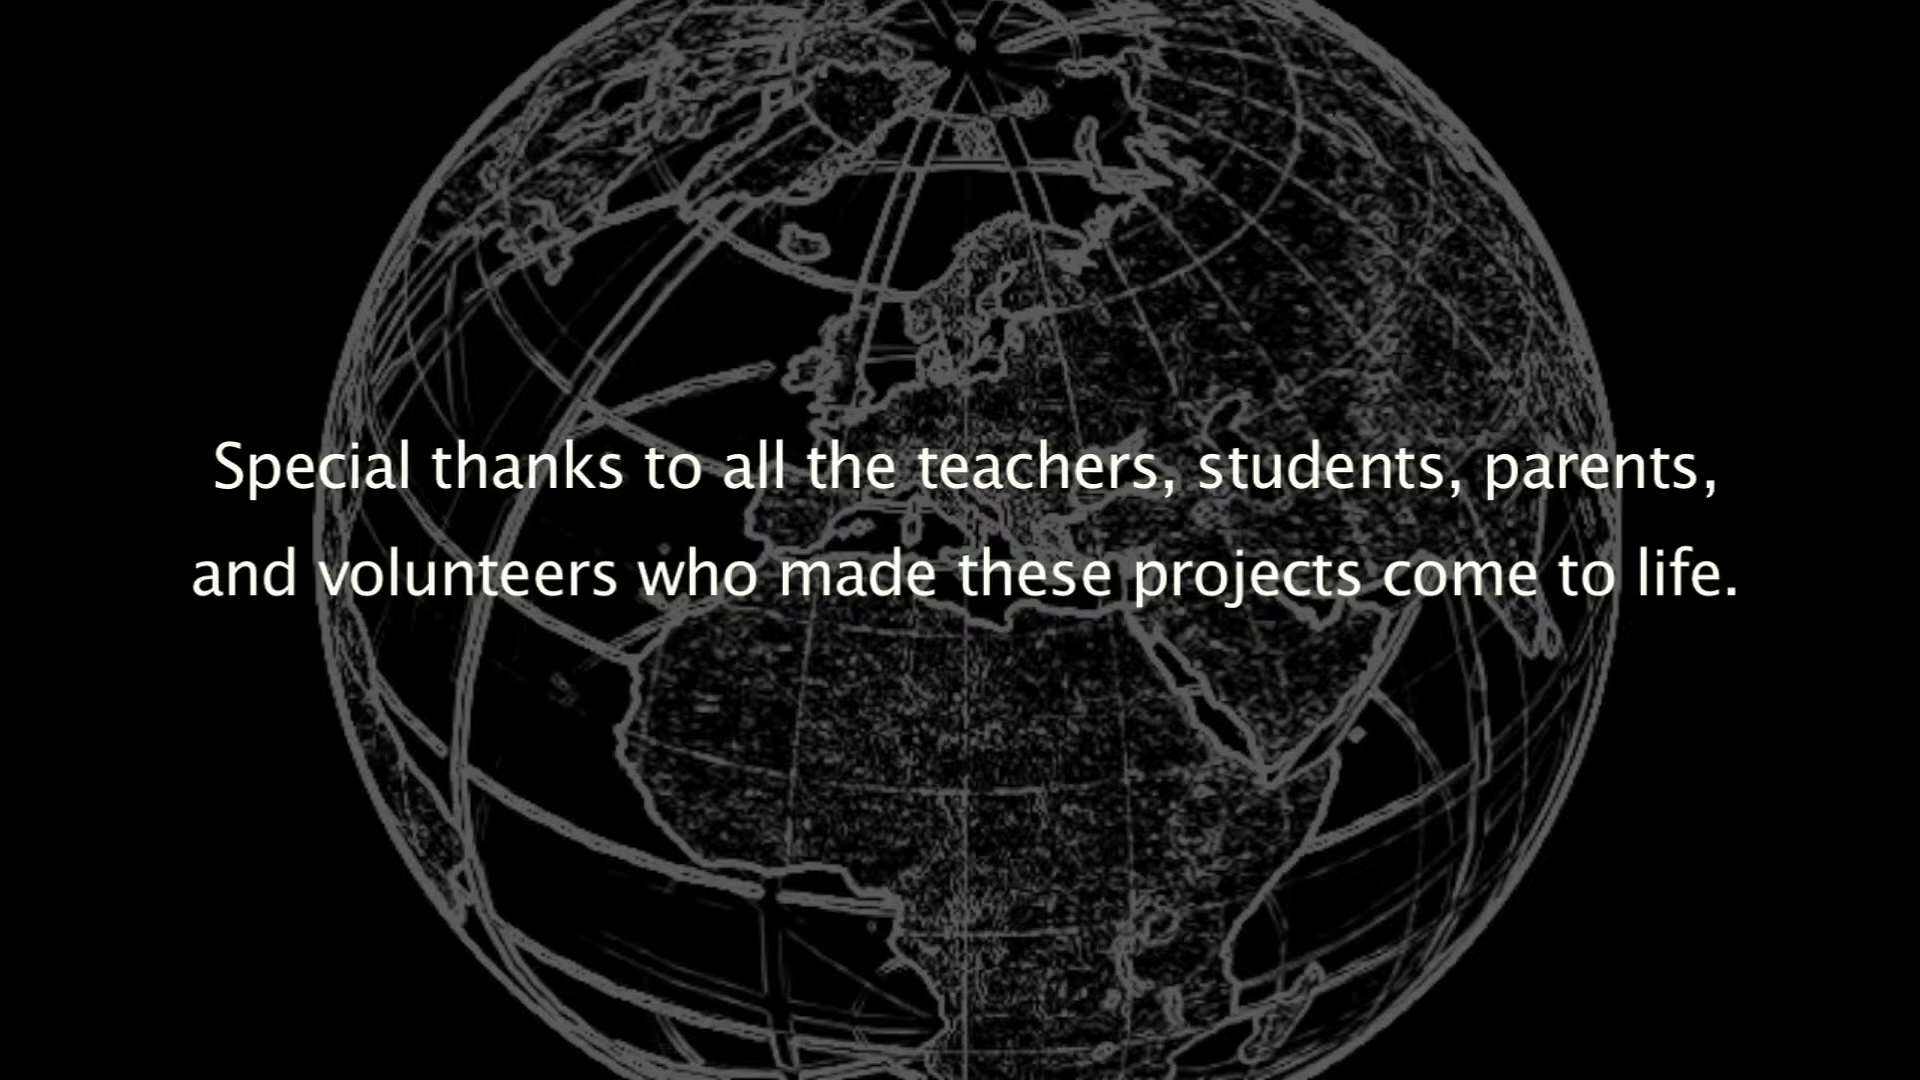 Special thanks to all the teachers, students, parents,
and volunteers who made these projects come to life.